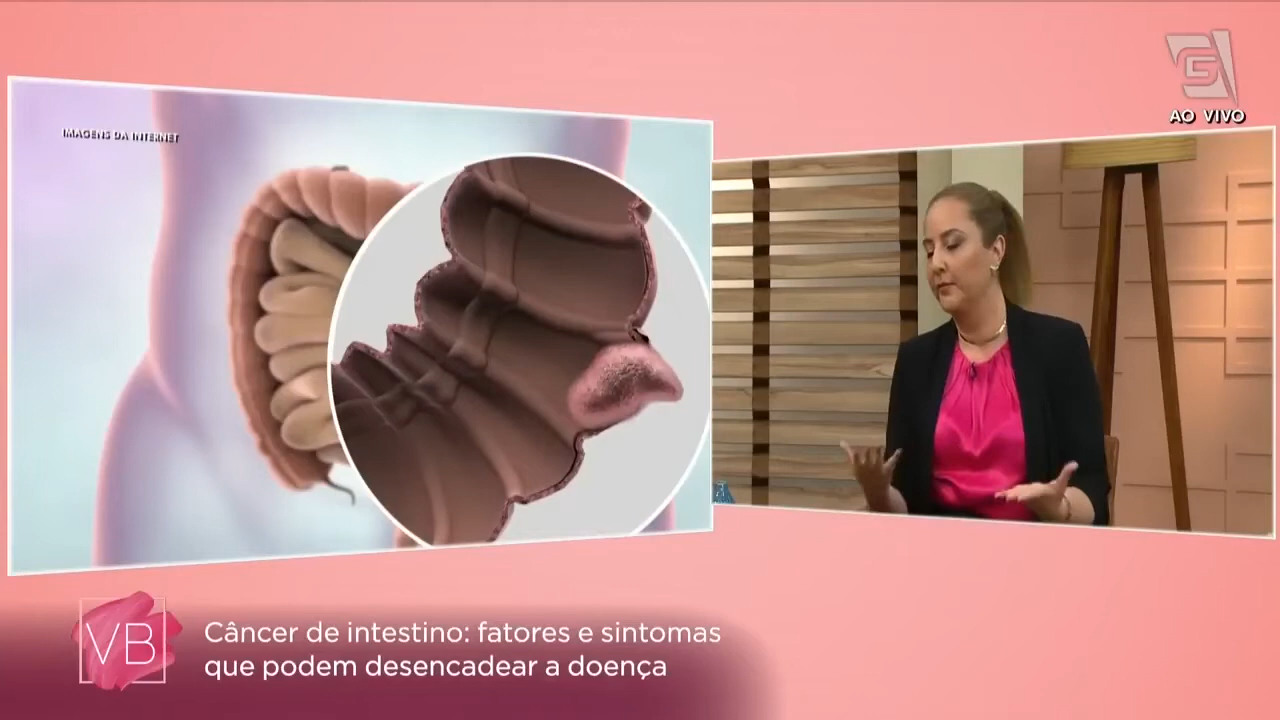 IMAGENS DA INTERNET
AO VIVO
VB
Câncer de intestino: fatores e sintomas
que podem desencadear a doença